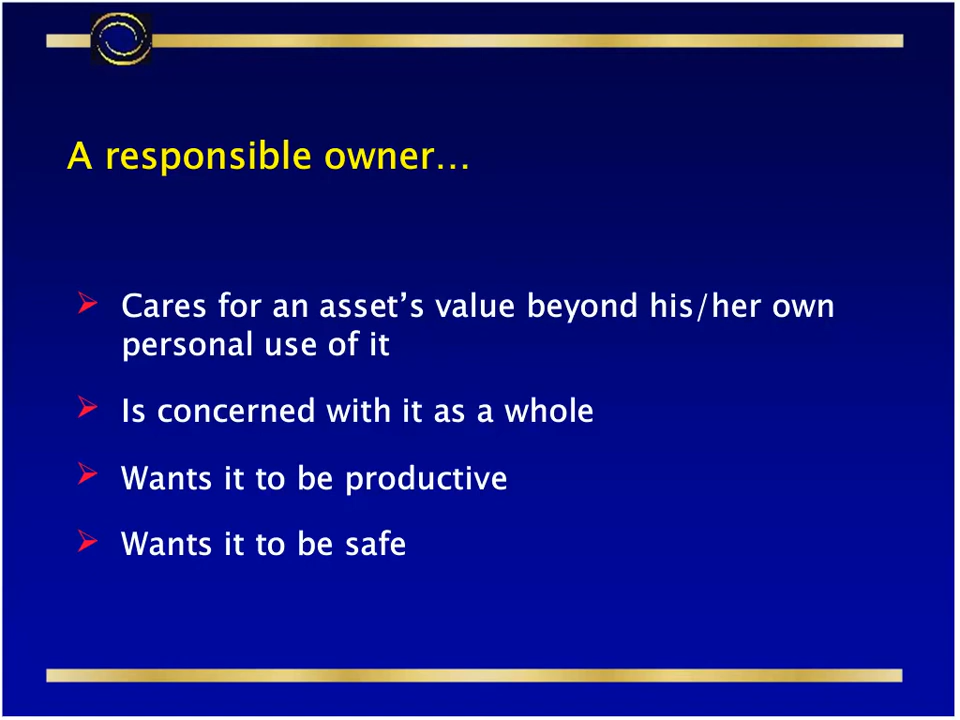 A responsible owner…
Cares for an asset’s value beyond his/her own
personal use of it
Is concerned with it as a whole
Wants it to be productive
Wants it to be safe